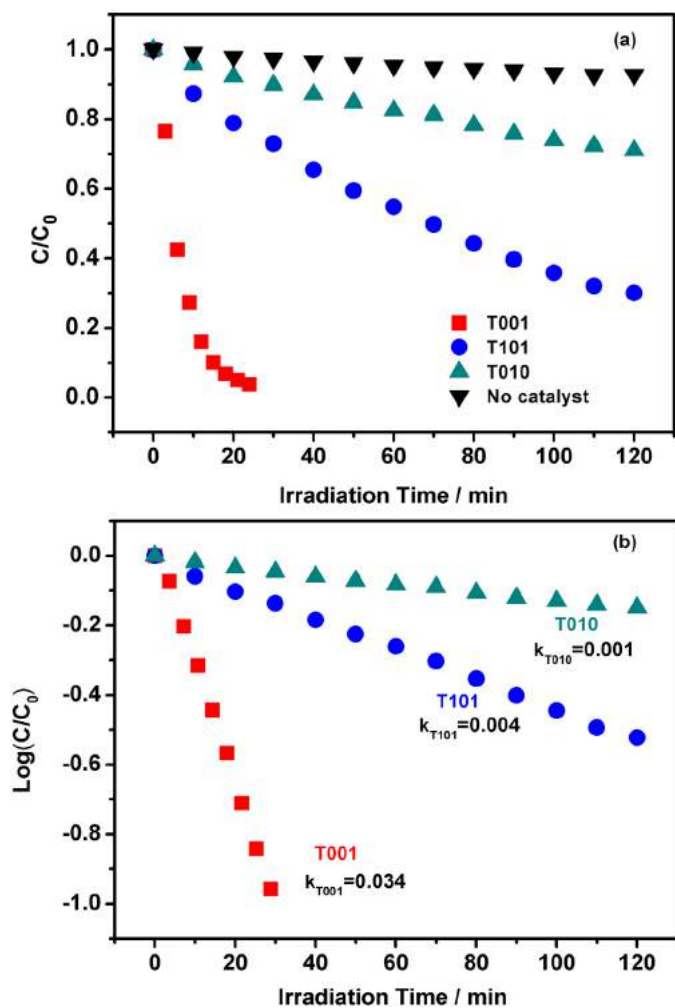 (a)
1.0
0.8
0.6
0.4
0.2
0.0
C/C₀
T001
T101
T010
No catalyst
0 20 40 60 80 100 120
Irradiation Time / min
(b)
0.0
-0.2
-0.4
-0.6
-0.8
-1.0
Log(C/C₀)
T010
k_T010=0.001
T101
k_T101=0.004
T001
k_T001=0.034
0 20 40 60 80 100 120
Irradiation Time / min